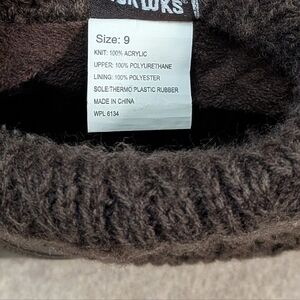 Size: 9
KNIT: 100% ACRYLIC
UPPER: 100% POLYURETHANE
LINING: 100% POLYESTER
SOLE:THERMO PLASTIC RUBBER
MADE IN CHINA
WPL 6134